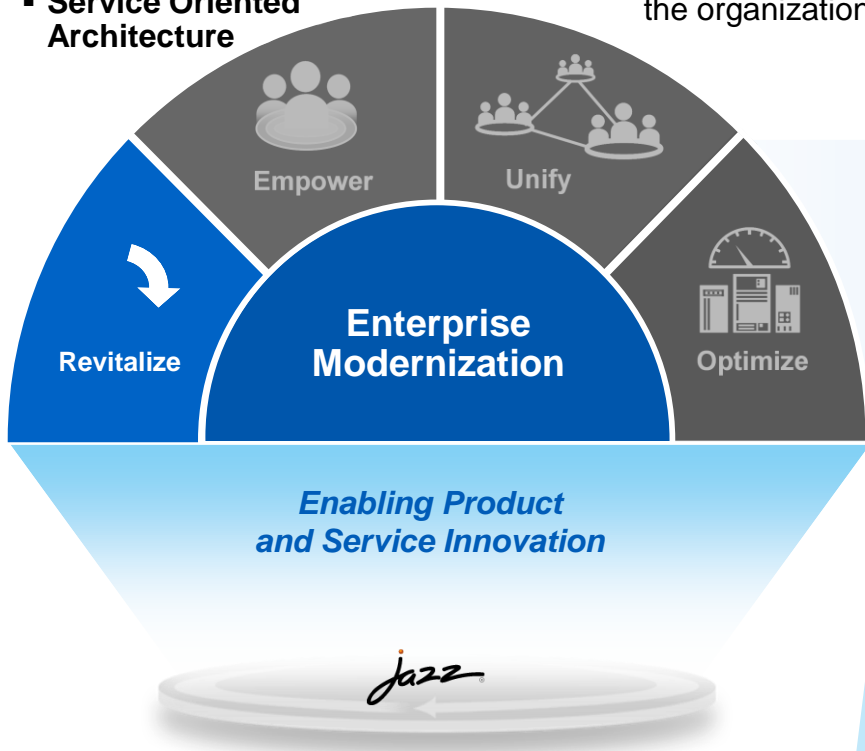 ▪ Service Oriented
Architecture
the organization
Empower
Unify
Revitalize
Enterprise
Modernization
Optimize
Enabling Product
and Service Innovation
jazz